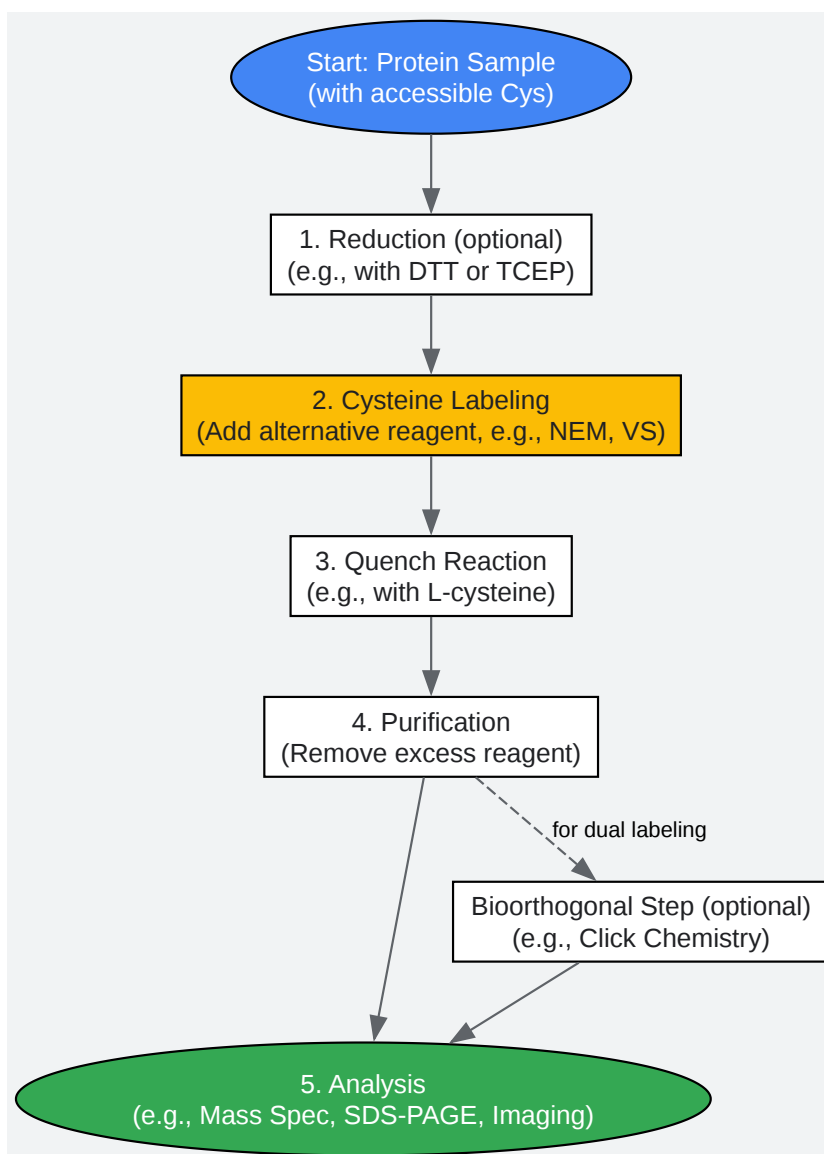 Start: Protein Sample
(with accessible Cys)
1. Reduction (optional)
(e.g., with DTT or TCEP)
2. Cysteine Labeling
(Add alternative reagent, e.g., NEM, VS)
3. Quench Reaction
(e.g., with L-cysteine)
4. Purification
(Remove excess reagent)
for dual labeling
Bioorthogonal Step (optional)
(e.g., Click Chemistry)
5. Analysis
(e.g., Mass Spec, SDS-PAGE, Imaging)